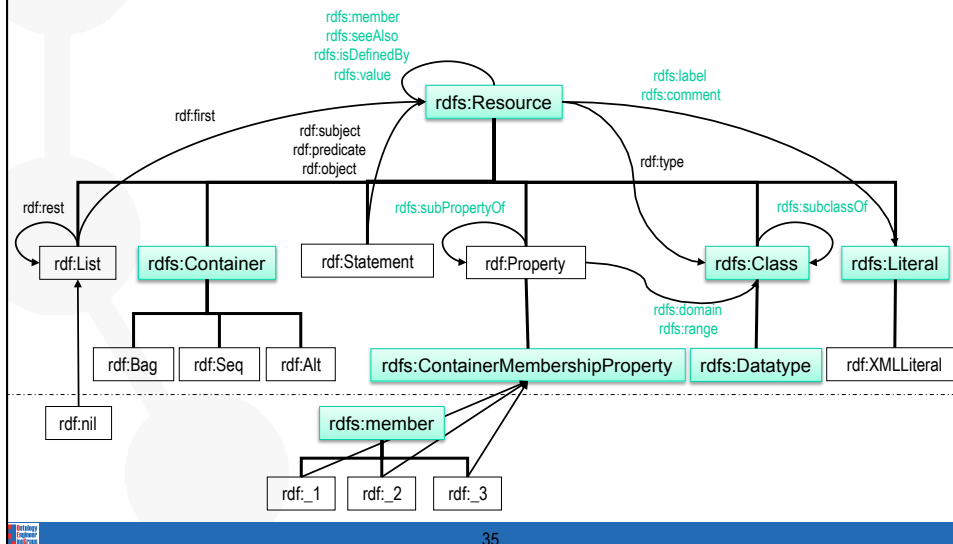 rdfs:member
rdfs:seeAlso
rdfs:isDefinedBy
rdfs:value
rdfs:label
rdfs:comment
rdfs:Resource
rdf:first
rdf:subject
rdf:predicate
rdf:object
rdf:type
rdf:rest
rdfs:subPropertyOf
rdfs:subclassOf
rdf:List
rdfs:Container
rdf:Statement
rdf:Property
rdfs:Class
rdfs:Literal
rdfs:domain
rdfs:range
rdf:Bag
rdf:Seq
rdf:Alt
rdfs:ContainerMembershipProperty
rdfs:Datatype
rdf:XMLLiteral
rdf:nil
rdfs:member
rdf:_1
rdf:_2
rdf:_3
35